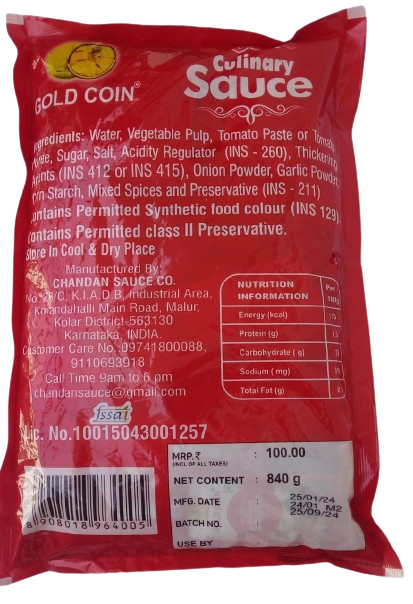 GOLD COIN®
Culinary
Sauce
Ingredients: Water, Vegetable Pulp, Tomato Paste or Tomato
Sugar, Salt, Acidity Regulator (INS - 260), Thickening
Agents (INS 412 or INS 415), Onion Powder, Garlic Powder,
Corn Starch, Mixed Spices and Preservative (INS - 211)
Contains Permitted Synthetic food colour (INS 129).
Contains Permitted class II Preservative.
Store In Cool & Dry Place
Manufactured By:
CHANDAN SAUCE CO.
No. 28/C, K.I.A.D.B, Industrial Area,
Main Road, Malur,
Kolar District-563130
Karnataka, INDIA.
Customer Care No.:09741800088,
9110693918
Call Time 9am to 6 pm
chandansauce@gmail.com
fssai
Lic. No.10015043001257
NUTRITION
INFORMATION
Per
100g
Energy (kcal)
Protein (g)
Carbohydrate ( g)
Sodium ( mg)
Total Fat (g)
MRP.₹ : 100.00
(INCL.OF ALL TAXES)
NET CONTENT : 840 g
MFG. DATE : 25/01/24
BATCH NO. : 24/01 M2
USE BY 25/09/24
8 908018 964005